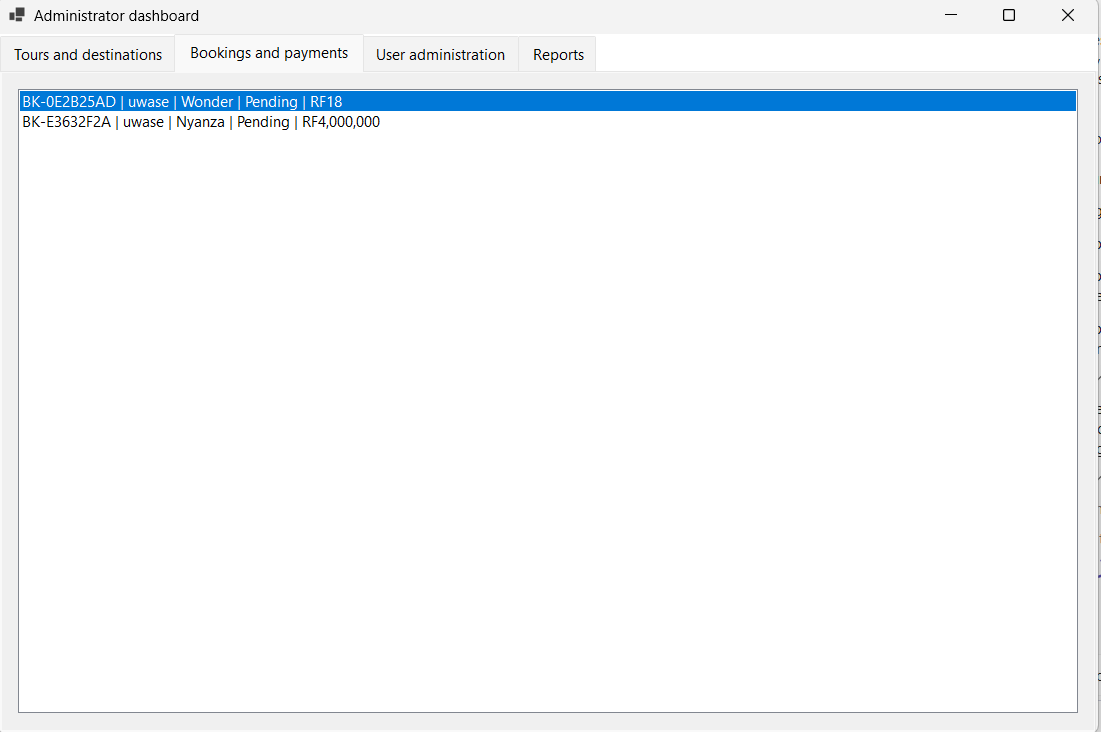 Administrator dashboard
Tours and destinations Bookings and payments User administration Reports
BK-0E2B25AD | uwase | Wonder | Pending | RF18
BK-E3632F2A | uwase | Nyanza | Pending | RF4,000,000